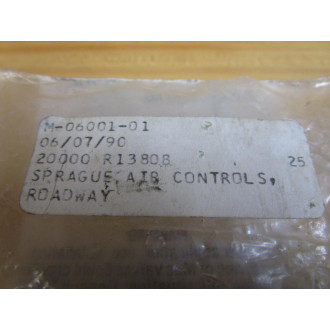 M-06001-01
06/07/90
20000 R13808 25
SPRAGUE AIR CONTROLS,
ROADWAY